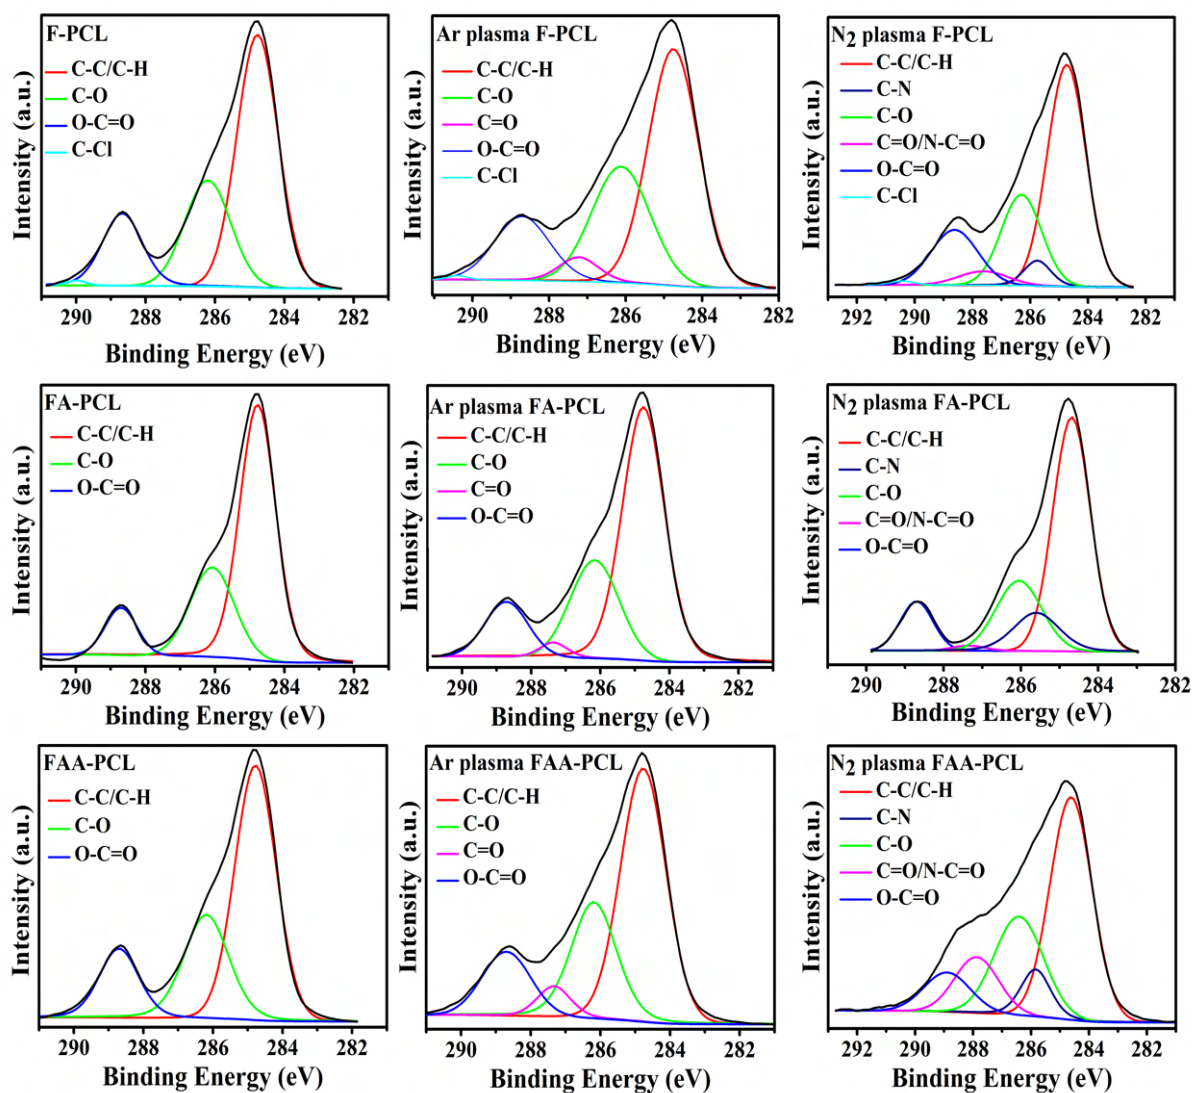 F-PCL
C-C/C-H
C-O
O-C=O
C-Cl
Intensity (a.u.)
290 288 286 284 282
Binding Energy (eV)
Ar plasma F-PCL
C-C/C-H
C-O
C=O
O-C=O
C-Cl
Intensity (a.u.)
290 288 286 284 282
Binding Energy (eV)
N2 plasma F-PCL
C-C/C-H
C-N
C-O
C=O/N-C=O
O-C=O
C-Cl
Intensity (a.u.)
292 290 288 286 284 282
Binding Energy (eV)
FA-PCL
C-C/C-H
C-O
O-C=O
Intensity (a.u.)
290 288 286 284 282
Binding Energy (eV)
Ar plasma FA-PCL
C-C/C-H
C-O
C=O
O-C=O
Intensity (a.u.)
290 288 286 284 282
Binding Energy (eV)
N2 plasma FA-PCL
C-C/C-H
C-N
C-O
C=O/N-C=O
O-C=O
Intensity (a.u.)
290 288 286 284 282
Binding Energy (eV)
FAA-PCL
C-C/C-H
C-O
O-C=O
Intensity (a.u.)
290 288 286 284 282
Binding Energy (eV)
Ar plasma FAA-PCL
C-C/C-H
C-O
C=O
O-C=O
Intensity (a.u.)
290 288 286 284 282
Binding Energy (eV)
N2 plasma FAA-PCL
C-C/C-H
C-N
C-O
C=O/N-C=O
O-C=O
Intensity (a.u.)
292 290 288 286 284 282
Binding Energy (eV)